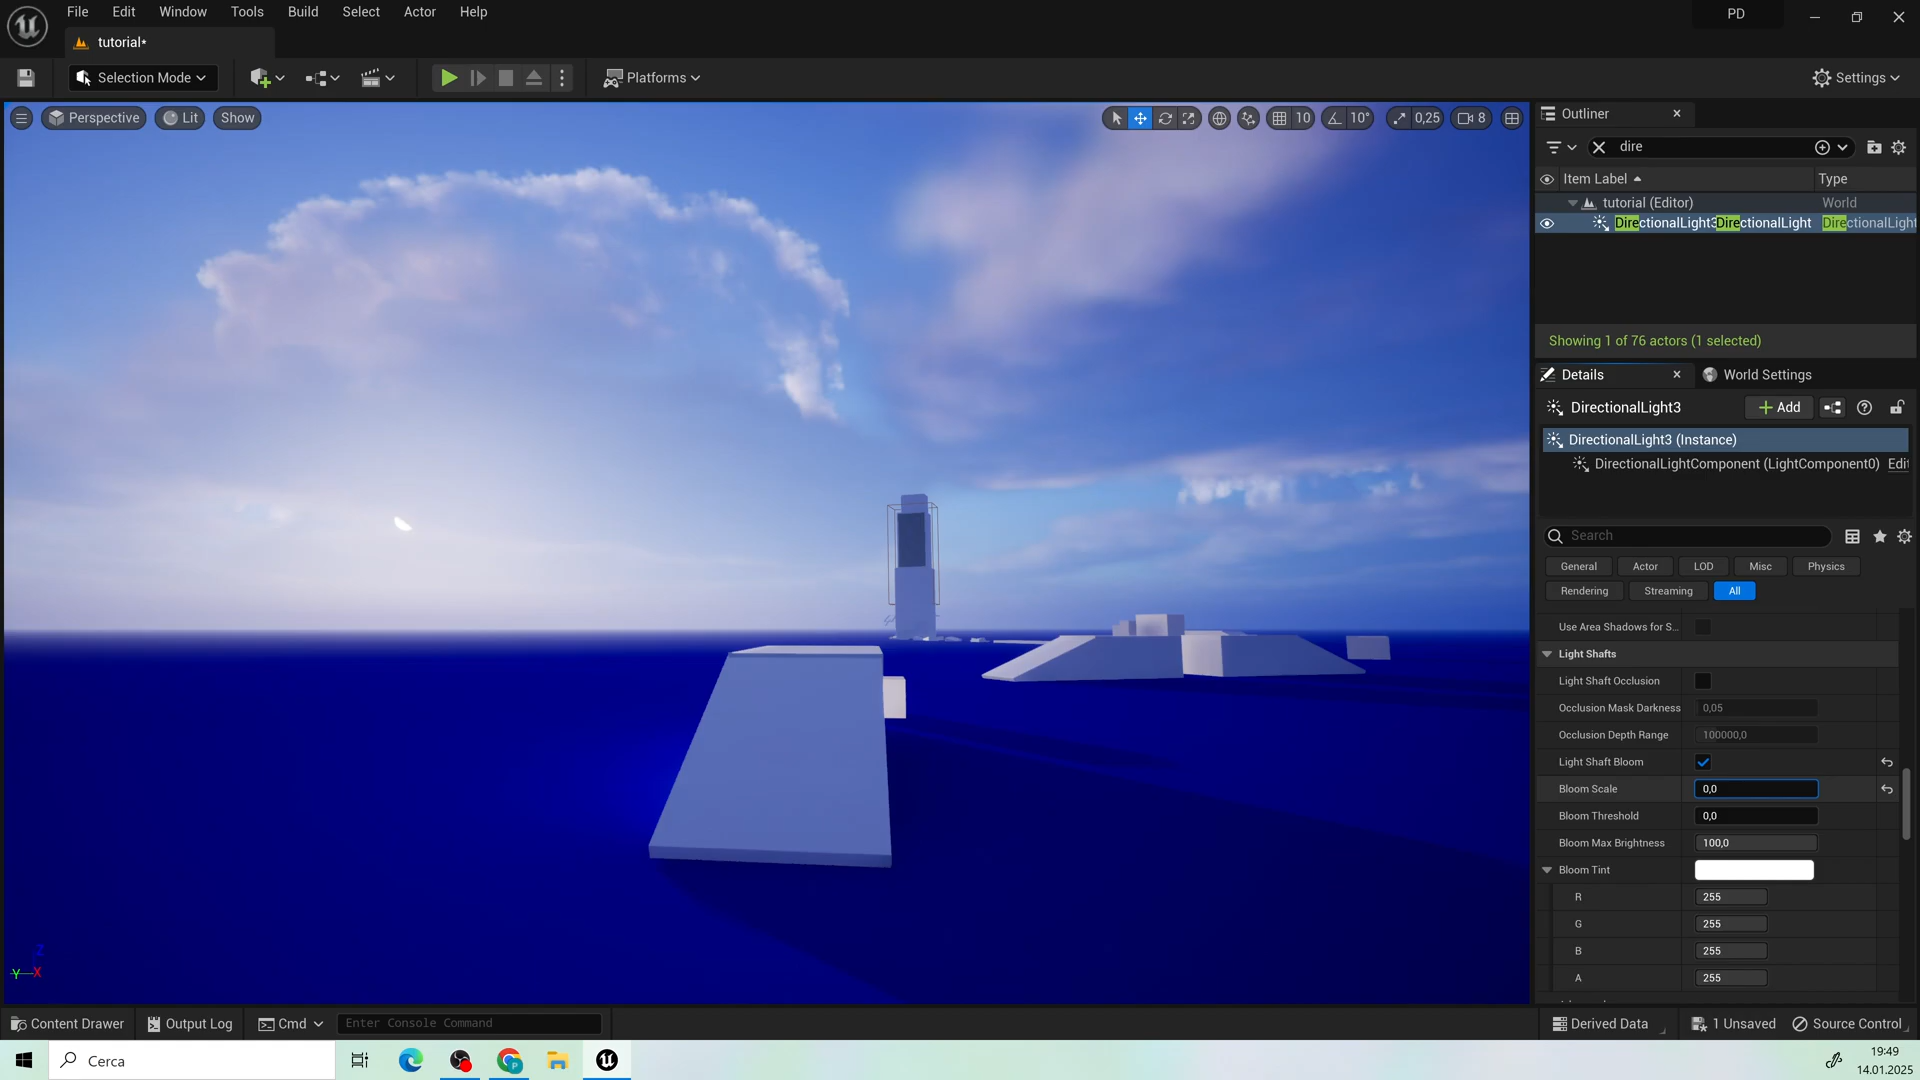 File Edit Window Tools Build Select Actor Help
PD
tutorial*
Selection Mode
Platforms
Settings
Perspective
Lit
Show
10
10°
0,25
8
Outliner
dire
Item Label
Type
tutorial (Editor)
World
DirectionalLight3DirectionalLight
DirectionalLight
Showing 1 of 76 actors (1 selected)
Details
World Settings
DirectionalLight3
Add
DirectionalLight3 (Instance)
DirectionalLightComponent (LightComponent0)
Edit
Search
General
Actor
LOD
Misc
Physics
Rendering
Streaming
All
Use Area Shadows for S...
Light Shafts
Light Shaft Occlusion
Occlusion Mask Darkness
0,05
Occlusion Depth Range
100000,0
Light Shaft Bloom
Bloom Scale
0,0
Bloom Threshold
0,0
Bloom Max Brightness
100,0
Bloom Tint
R
255
G
255
B
255
A
255
Z
Y
X
Content Drawer
Output Log
Cmd
Enter Console Command
Derived Data
1 Unsaved
Source Control
Cerca
19:49
14.01.2025